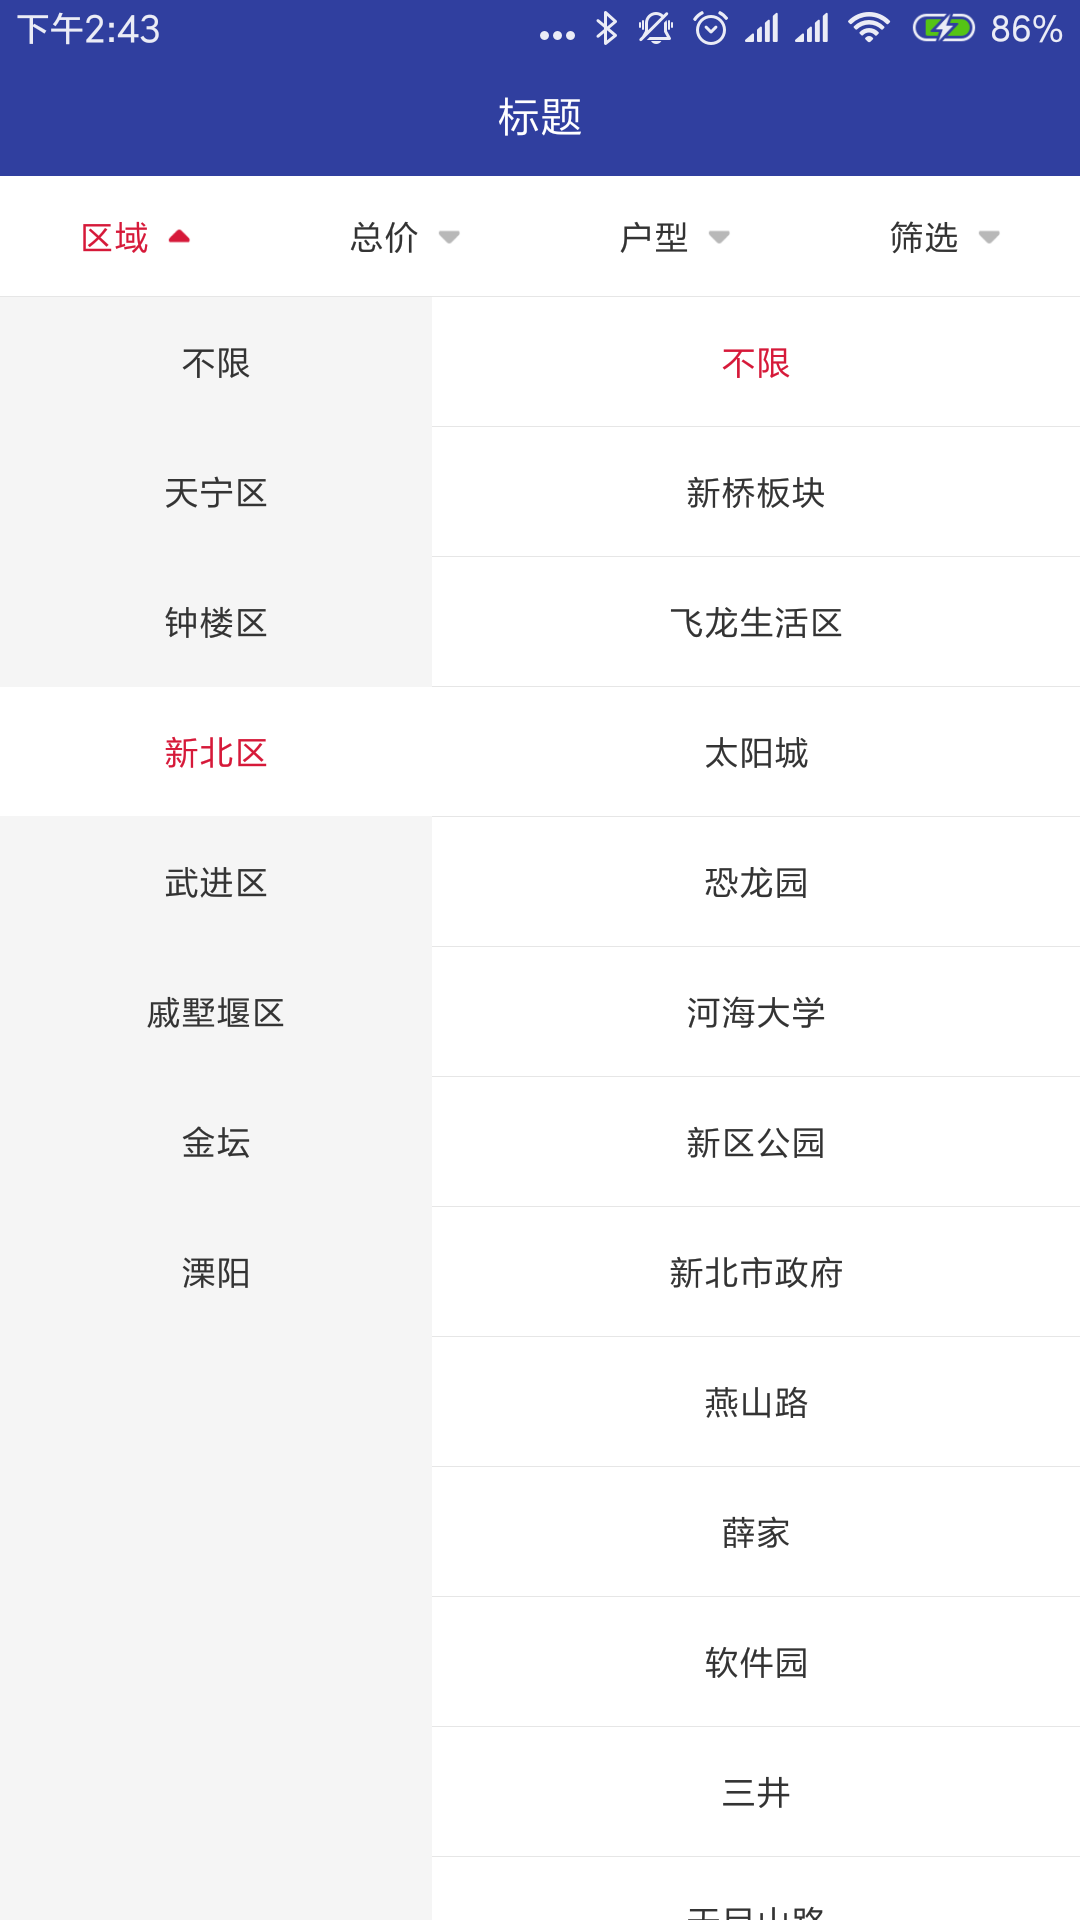 下午2:43
86%
标题
区域 总价 户型 筛选
不限
天宁区
钟楼区
新北区
武进区
戚墅堰区
金坛
溧阳
不限
新桥板块
飞龙生活区
太阳城
恐龙园
河海大学
新区公园
新北市政府
燕山路
薛家
软件园
三井